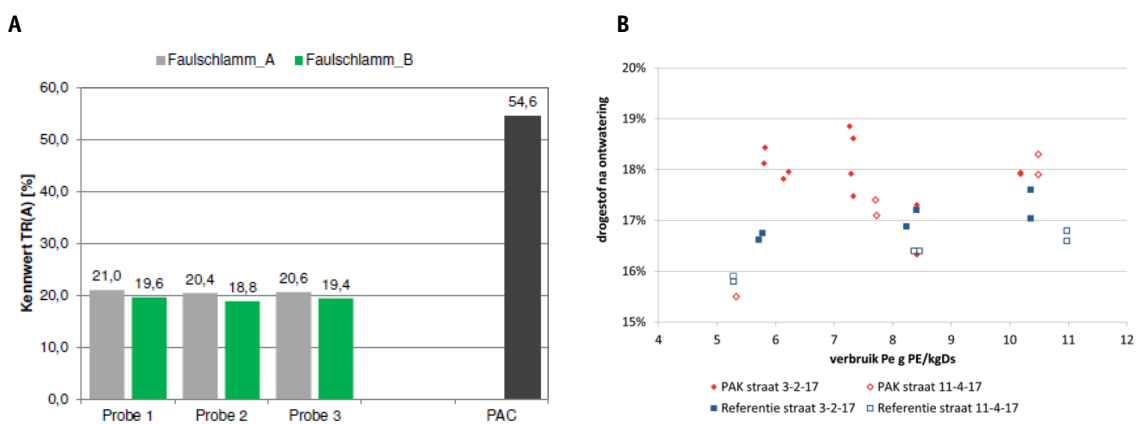 A
Faulschlamm_A Faulschlamm_B
Kennwert TR(A) [%]
60,0
50,0
40,0
30,0
20,0
10,0
0,0
21,0 19,6 20,4 18,8 20,6 19,4 54,6
Probe 1 Probe 2 Probe 3 PAC
B
drogestof na ontwatering
20%
19%
18%
17%
16%
15%
4 5 6 7 8 9 10 11 12
verbruik Pe g PE/kgDs
PAK straat 3-2-17 PAK straat 11-4-17
Referentie straat 3-2-17 Referentie straat 11-4-17